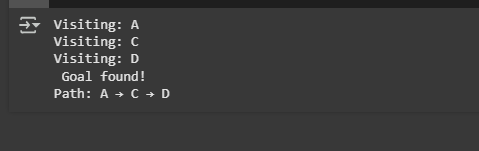 Visiting: A
Visiting: C
Visiting: D
 Goal found!
Path: A → C → D